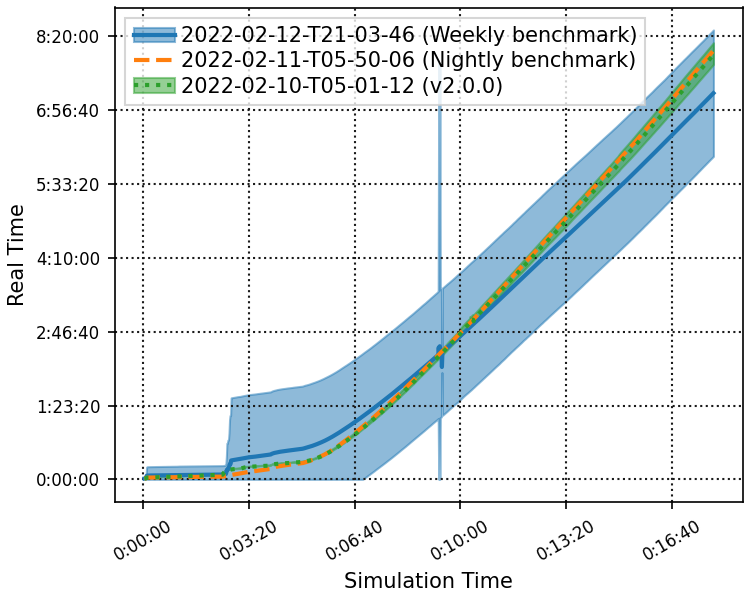 2022-02-12-T21-03-46 (Weekly benchmark)
2022-02-11-T05-50-06 (Nightly benchmark)
2022-02-10-T05-01-12 (v2.0.0)
Real Time
8:20:00
6:56:40
5:33:20
4:10:00
2:46:40
1:23:20
0:00:00
0:00:00
0:03:20
0:06:40
0:10:00
0:13:20
0:16:40
Simulation Time